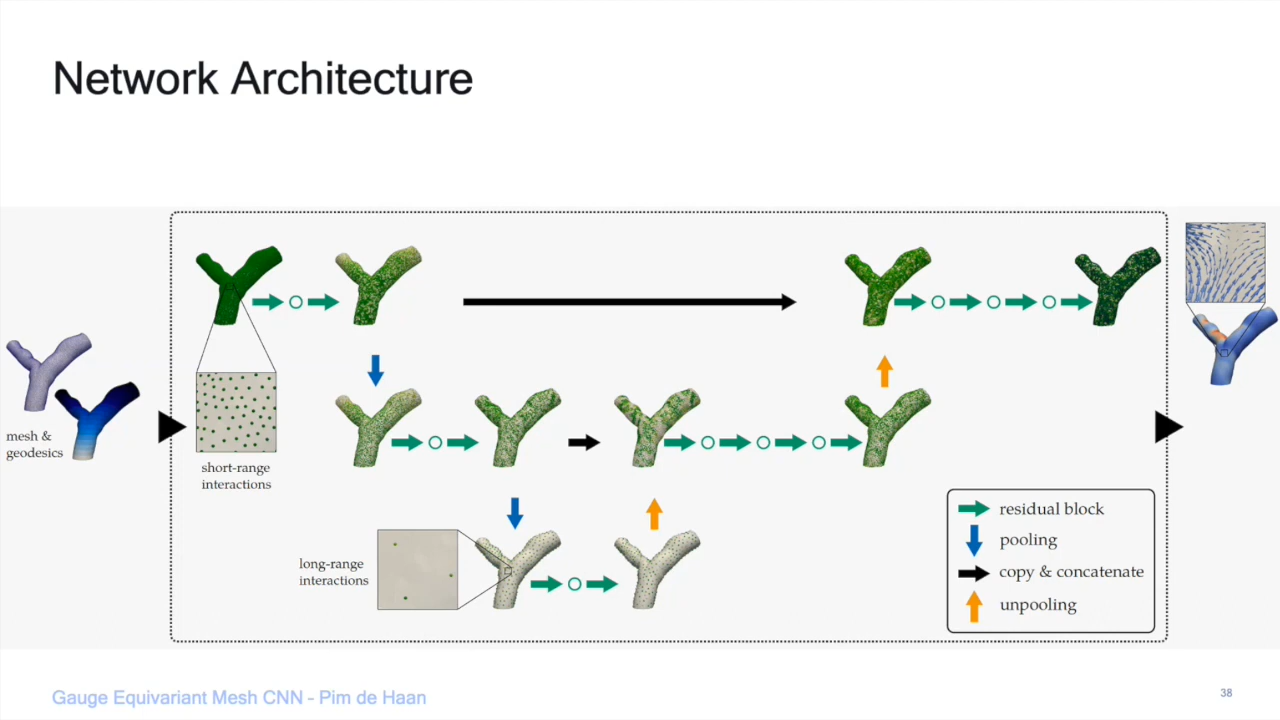 Network Architecture
mesh &
geodesics
short-range
interactions
long-range
interactions
residual block
pooling
copy & concatenate
unpooling
Gauge Equivariant Mesh CNN - Pim de Haan
38